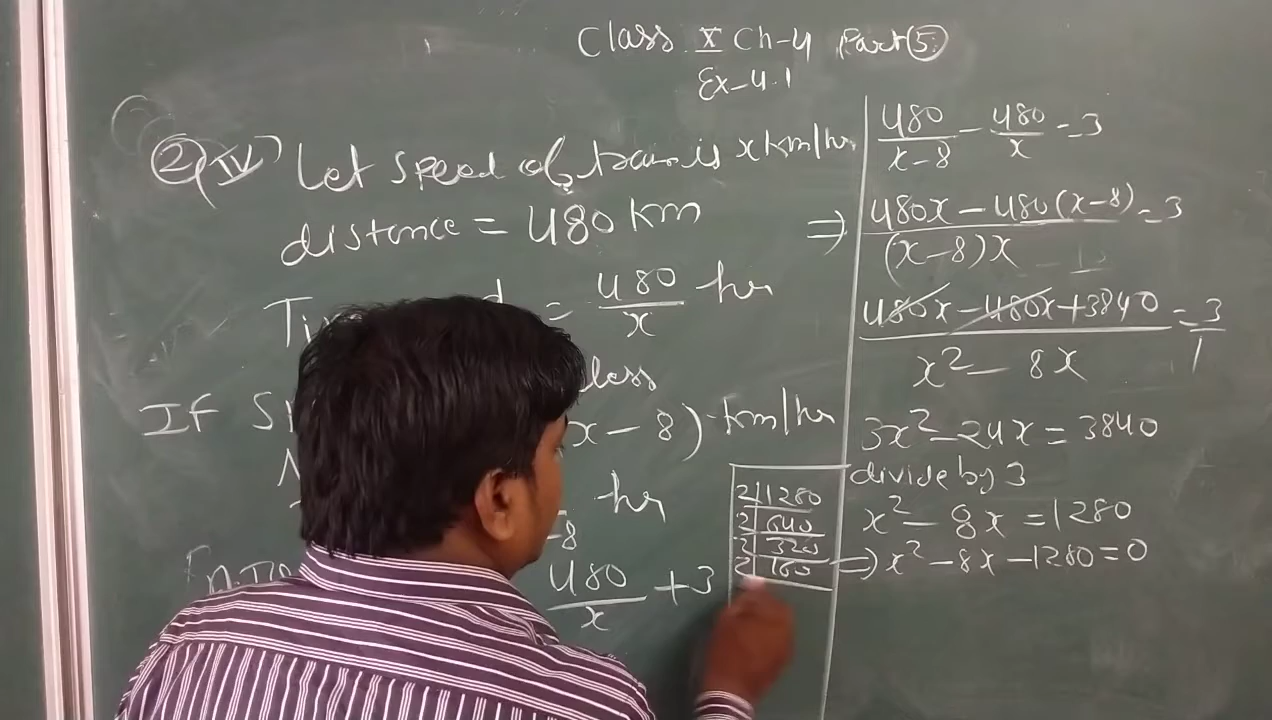 Class X Ch-4 Part (5)
Ex-4.1
2(IV) Let speed of train is x km/hr
distance = 480 km
= 480/x hr
less
If
x - 8) km/hr
hr
-8
480/x + 3
480/(x-8) - 480/x = 3
⇒ (480x - 480(x-8))/((x-8)x) = 3
(480x - 480x + 3840)/(x² - 8x) = 3/1
3x² - 24x = 3840
divide by 3
x² - 8x = 1280
⇒ x² - 8x - 1280 = 0
2|1280
2|640
2|320
2|160